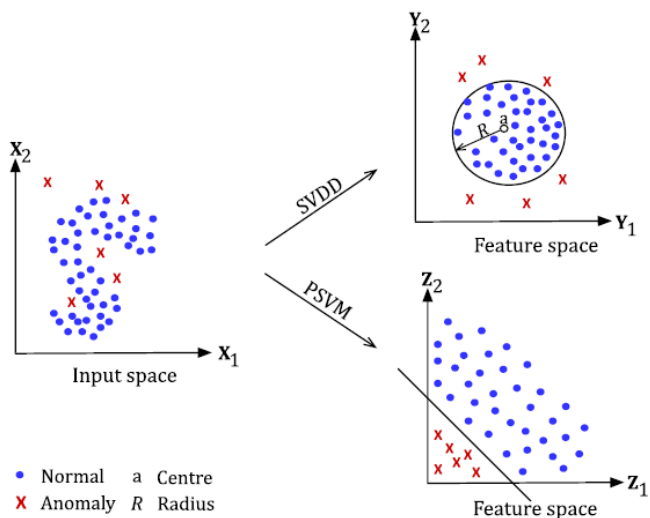 X2
X1
Input space
SVDD
PSVM
Y2
a
R
Y1
Feature space
Z2
Z1
Feature space
Normal a Centre
X Anomaly R Radius